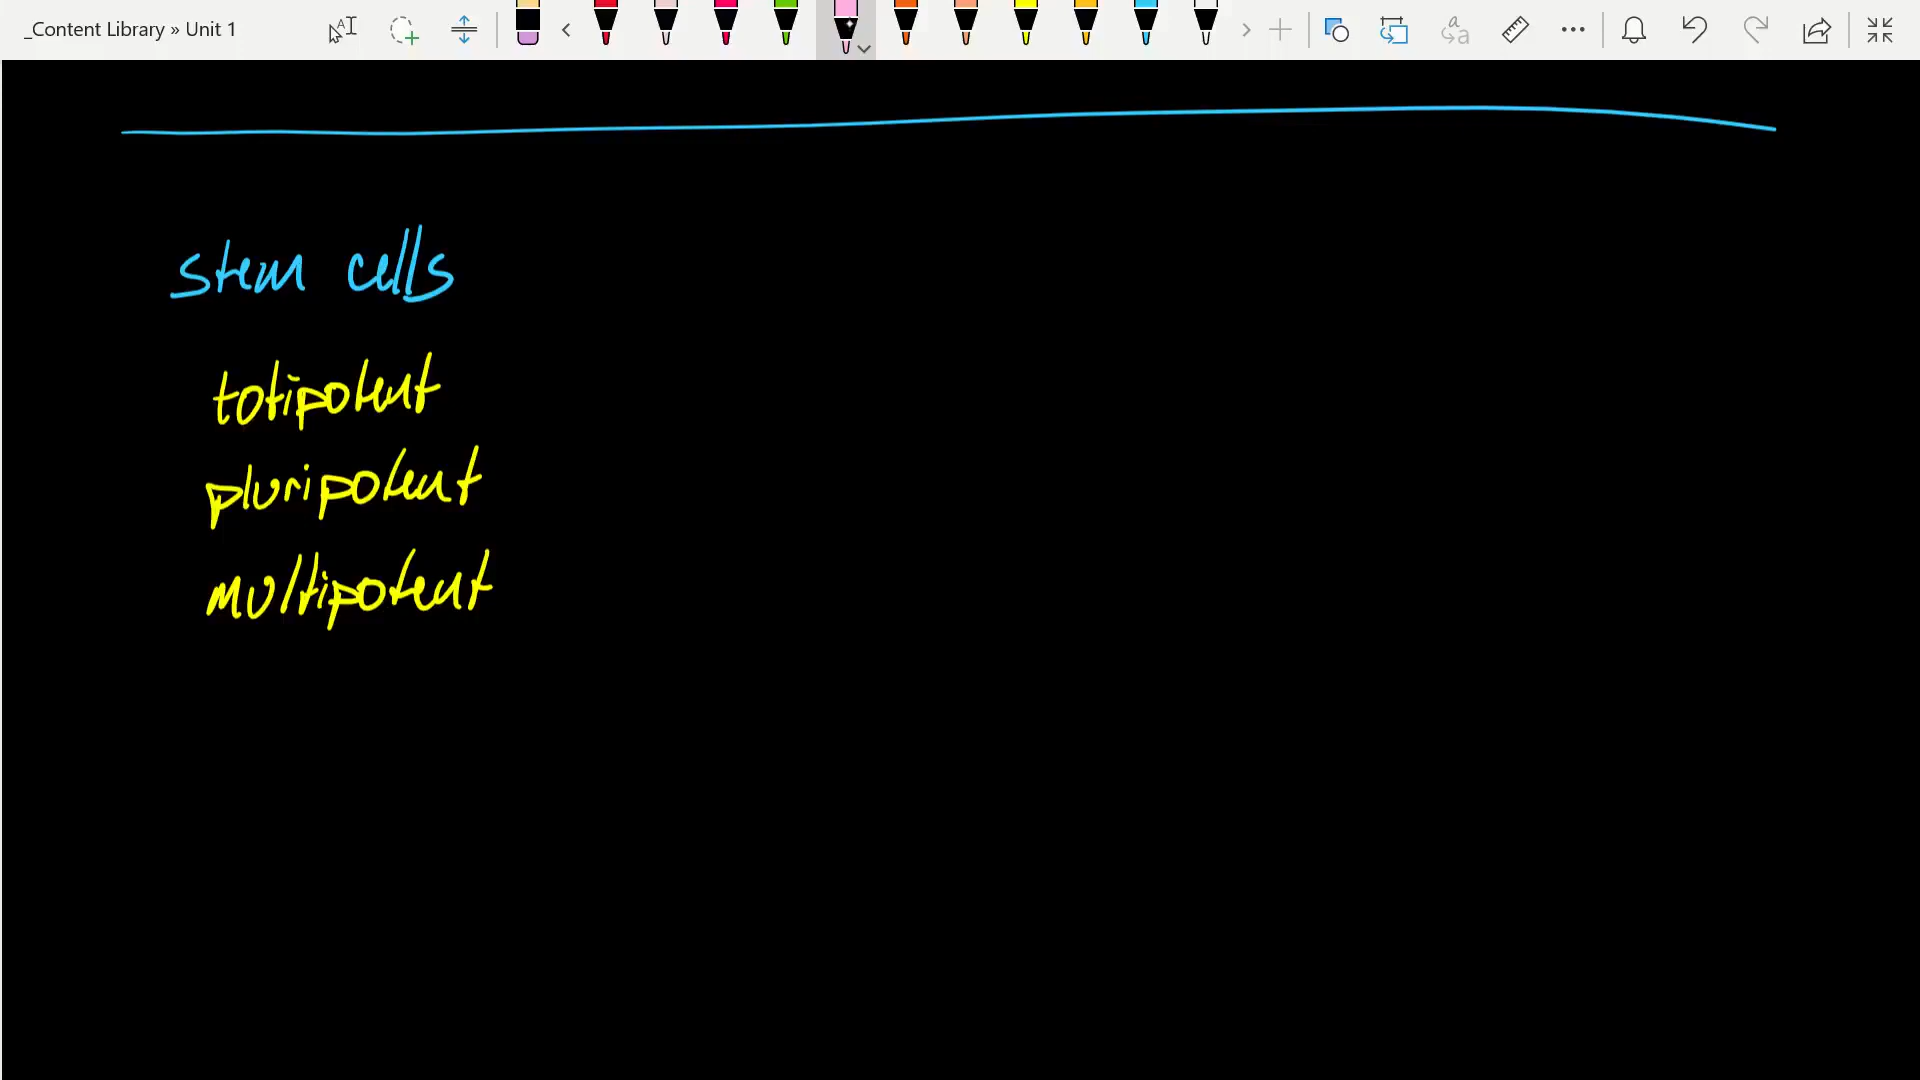 _Content Library » Unit 1
stem cells
totipotent
pluripotent
multipotent